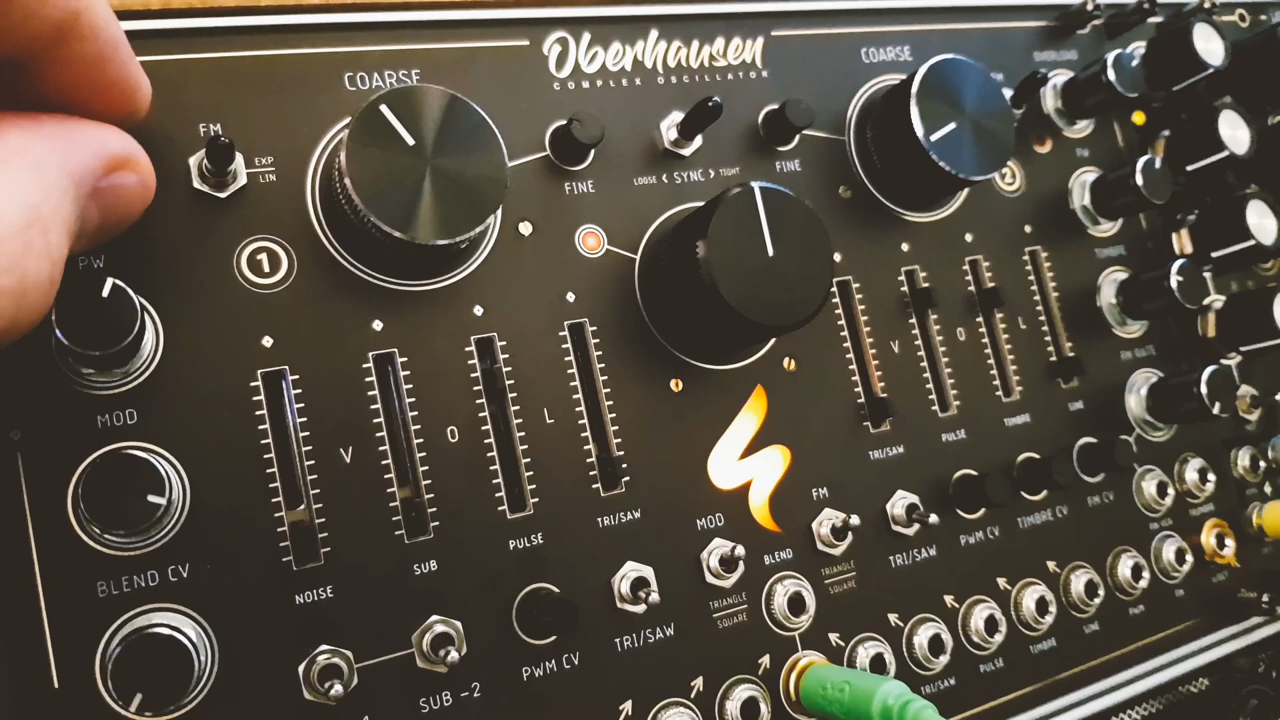 Oberhausen
COMPLEX OSCILLATOR
COARSE
COARSE
OVERLOAD
FM
EXP
LIN
FINE
LOOSE < SYNC > TIGHT
FINE
PW
1
2
PW
TIMBRE
MOD
V
O
L
V
O
L
BLEND CV
NOISE
SUB
PULSE
TRI/SAW
TRI/SAW
PULSE
TIMBRE
SINE
MOD
TRIANGLE
SQUARE
BLEND
FM
TRIANGLE
SQUARE
TRI/SAW
PWM CV
TIMBRE CV
FM CV
SUB -2
PWM CV
TRI/SAW
TRI/SAW
PULSE
TIMBRE
SINE
PWM
FM